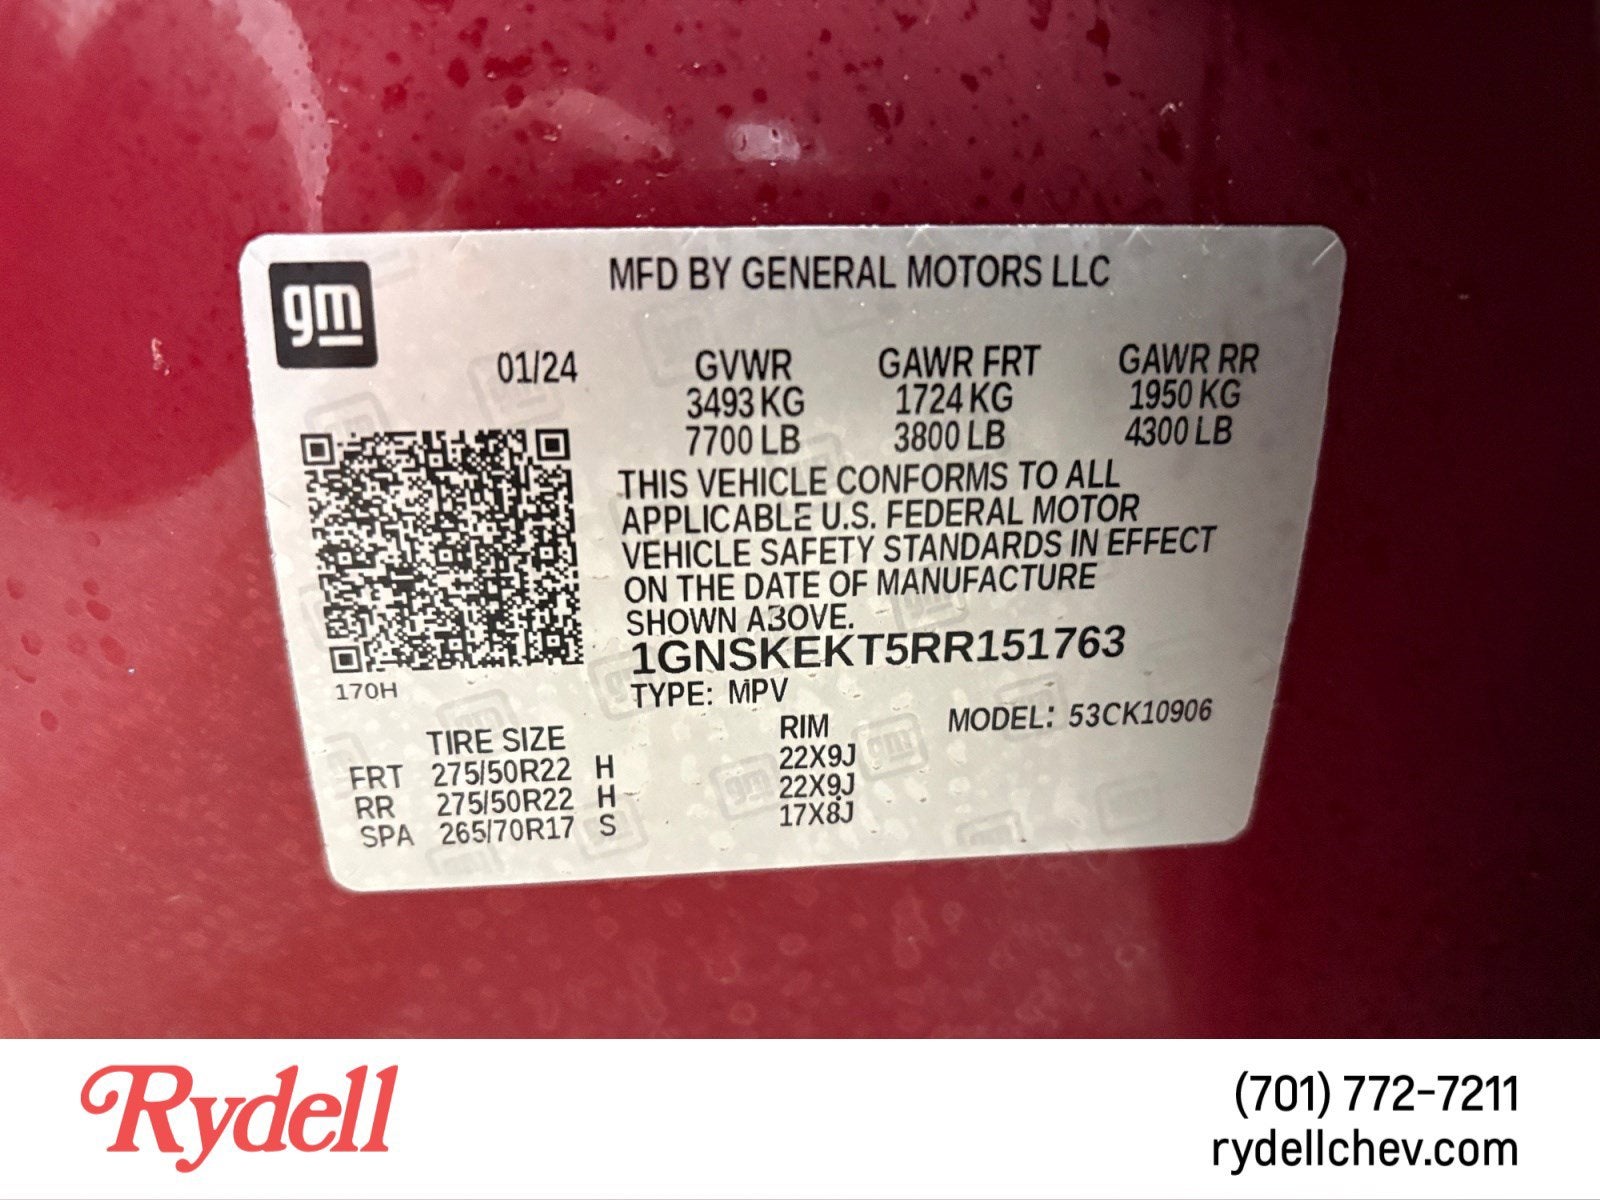 gm
MFD BY GENERAL MOTORS LLC
01/24 GVWR GAWR FRT GAWR RR
3493 KG 1724 KG 1950 KG
7700 LB 3800 LB 4300 LB
THIS VEHICLE CONFORMS TO ALL
APPLICABLE U.S. FEDERAL MOTOR
VEHICLE SAFETY STANDARDS IN EFFECT
ON THE DATE OF MANUFACTURE
SHOWN ABOVE.
1GNSKEKT5RR151763
170H
TYPE: MPV
MODEL: 53CK10906
TIRE SIZE RIM
FRT 275/50R22 H 22X9J
RR 275/50R22 H 22X9J
SPA 265/70R17 S 17X8J
Rydell
(701) 772-7211
rydellchev.com